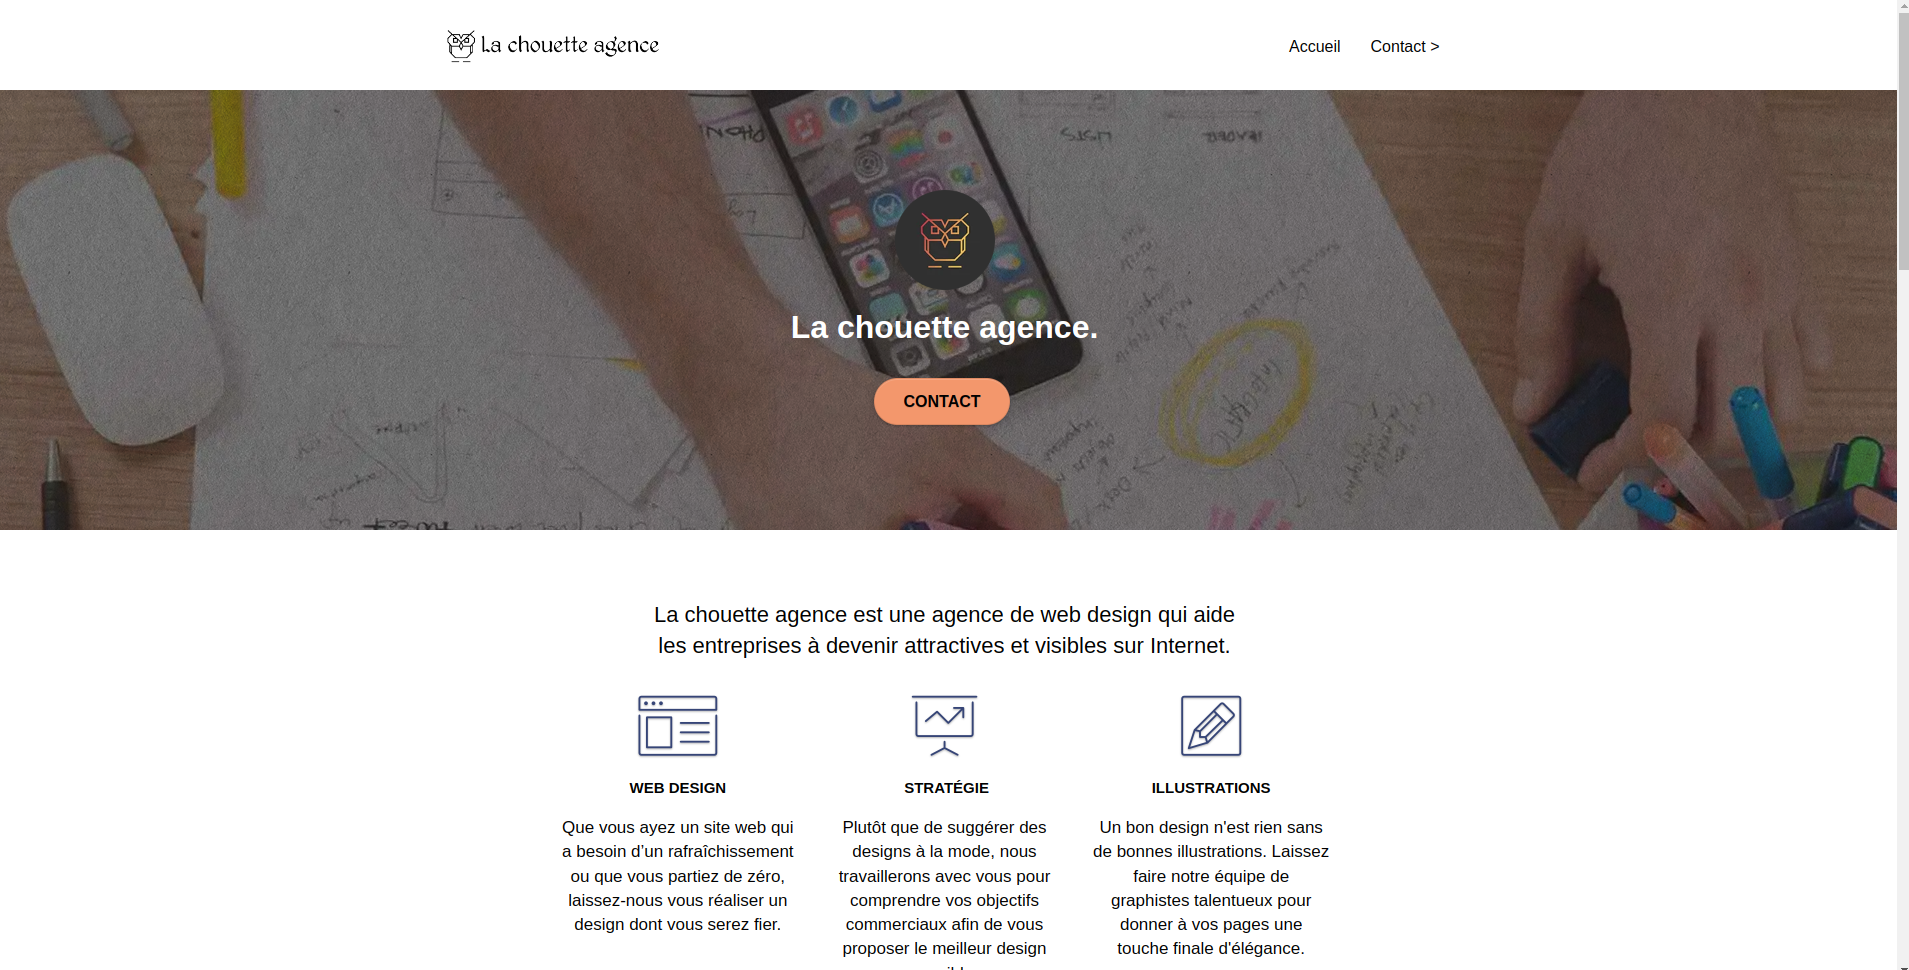 La chouette agence
Accueil
Contact >
LISTS
La chouette agence.
CONTACT
La chouette agence est une agence de web design qui aide
les entreprises à devenir attractives et visibles sur Internet.
WEB DESIGN
Que vous ayez un site web qui
a besoin d’un rafraîchissement
ou que vous partiez de zéro,
laissez-nous vous réaliser un
design dont vous serez fier.
STRATÉGIE
Plutôt que de suggérer des
designs à la mode, nous
travaillerons avec vous pour
comprendre vos objectifs
commerciaux afin de vous
proposer le meilleur design
ILLUSTRATIONS
Un bon design n'est rien sans
de bonnes illustrations. Laissez
faire notre équipe de
graphistes talentueux pour
donner à vos pages une
touche finale d'élégance.